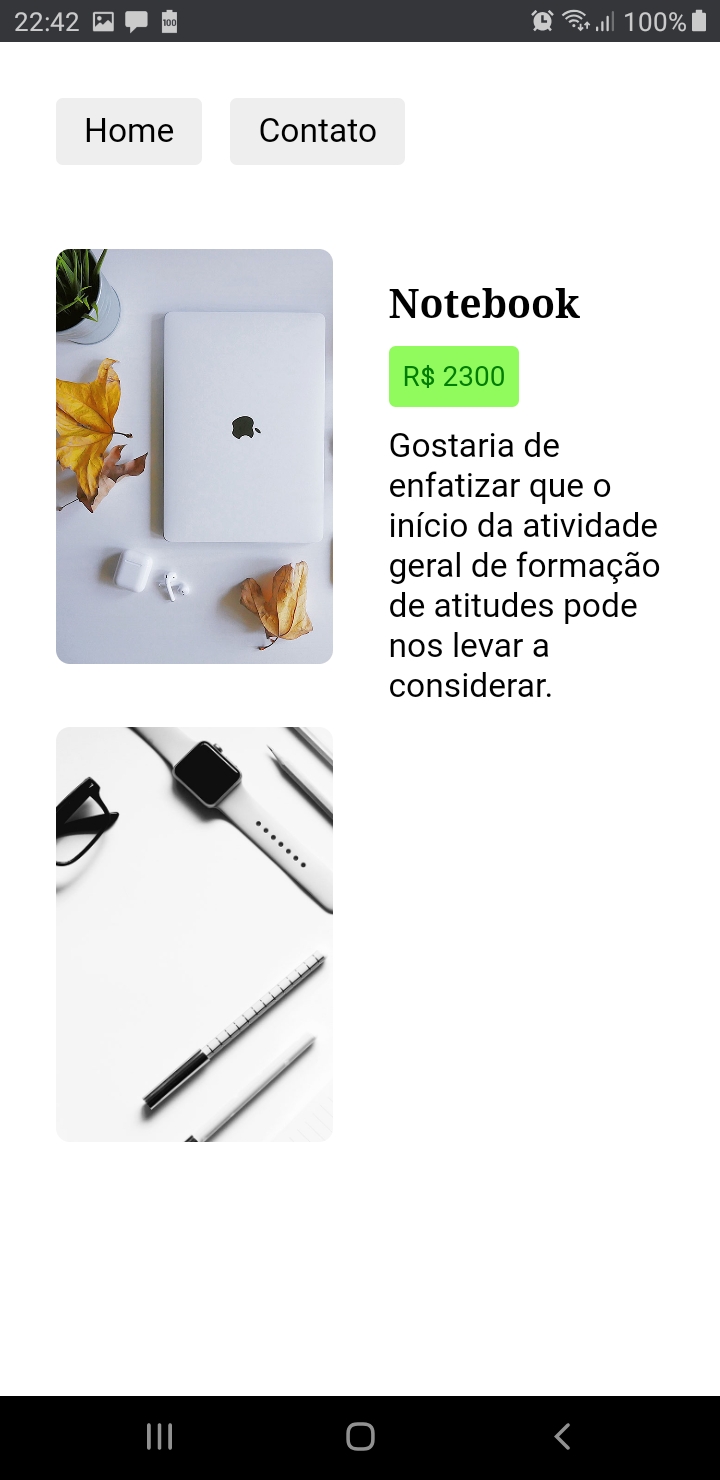 22:42 100 100%
Home Contato
Notebook
R$ 2300
Gostaria de
enfatizar que o
início da atividade
geral de formação
de atitudes pode
nos levar a
considerar.